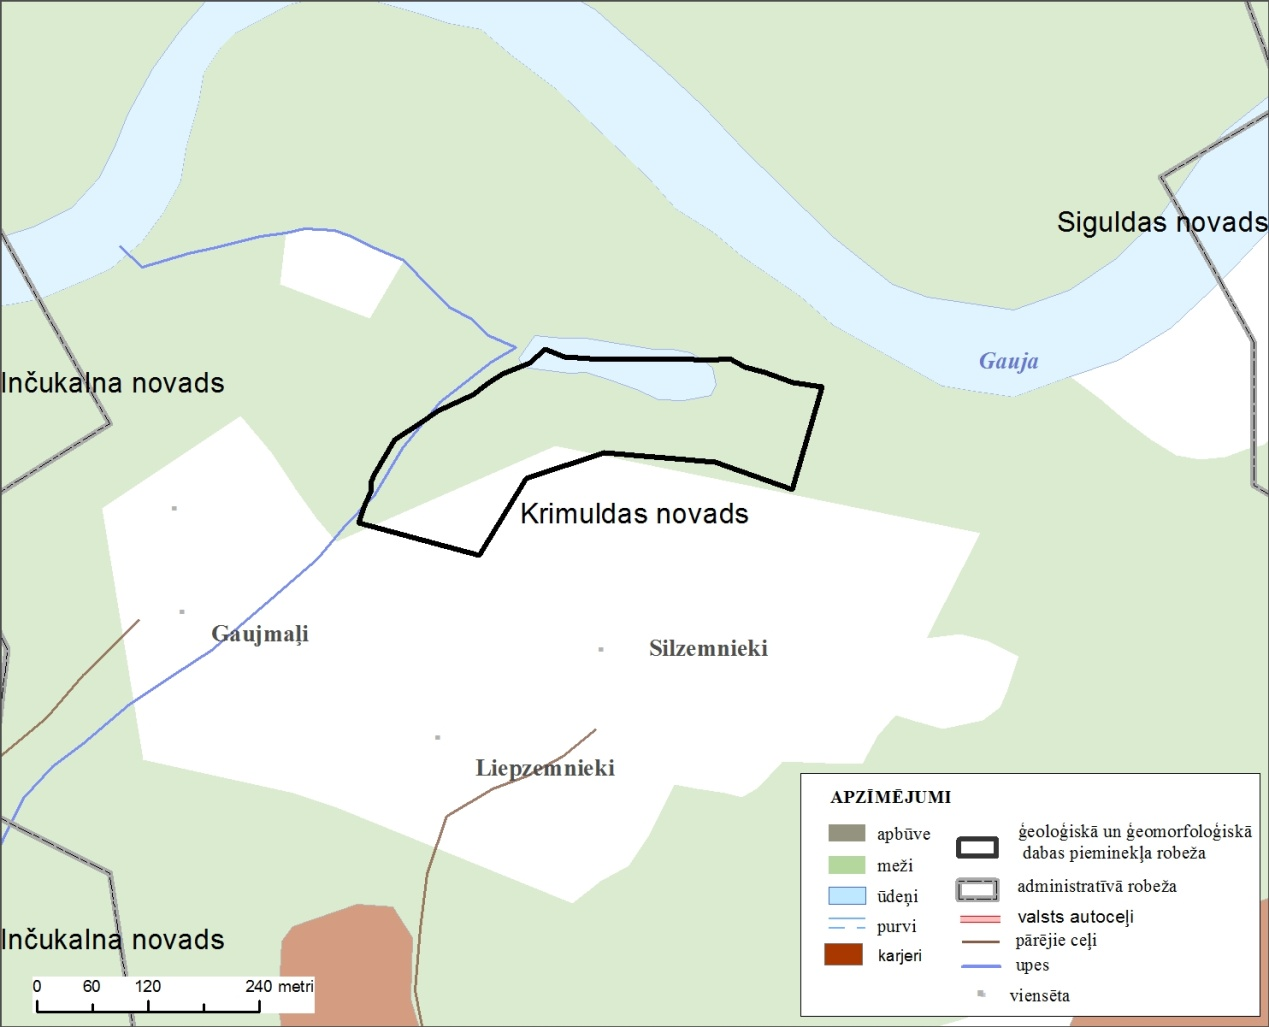 Siguldas novads
Gauja
Inčukalna novads
Krimuldas novads
Gaujmaļi
Silzemnieki
Liepzemnieki
Inčukalna novads
0 60 120 240 metri
APZĪMĒJUMI
apbūve
meži
ūdeņi
purvi
karjeri
ģeoloģiskā un ģeomorfoloģiskā
dabas pieminekļa robeža
administratīvā robeža
valsts autoceļi
pārējie ceļi
upes
viensēta